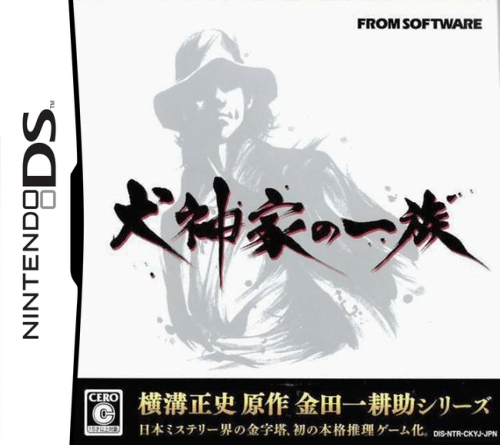 FROM SOFTWARE
NINTENDO DS™
犬神家の一族
CERO
C
横溝正史 原作 金田一耕助シリーズ
日本ミステリー界の金字塔、初の本格推理ゲーム化。
DIS-NTR-CKYJ-JPN